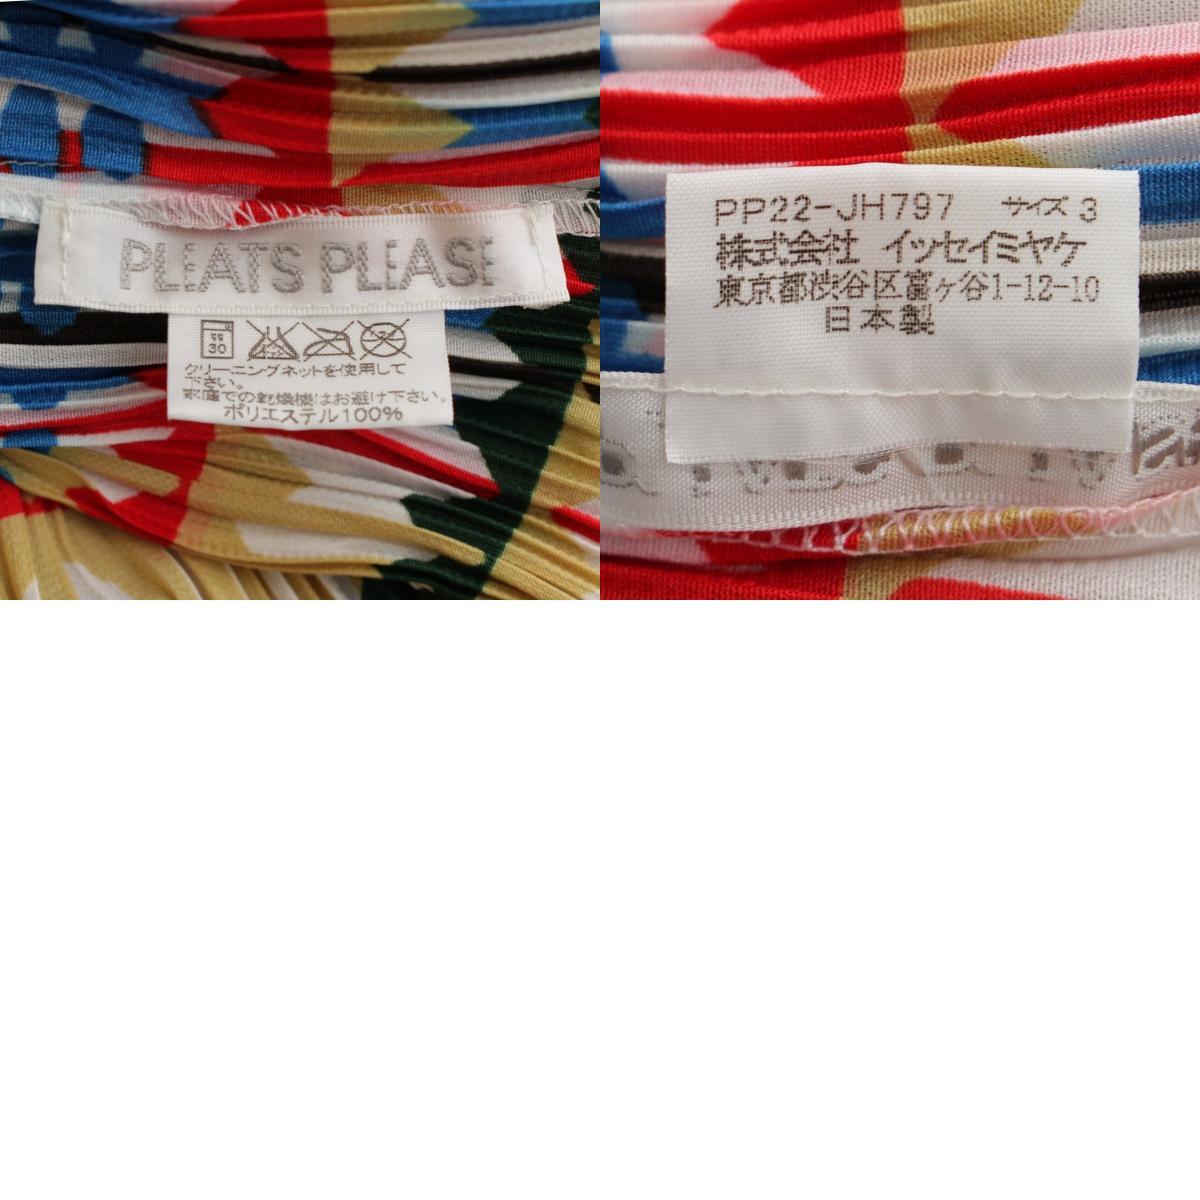 PLEATS PLEASE
弱
30
クリーニングネットを使用して
下さい。
家庭での乾燥機はお避け下さい。
ポリエステル100%
PP22-JH797 サイズ 3
株式会社 イッセイミヤケ
東京都渋谷区富ヶ谷1-12-10
日本製